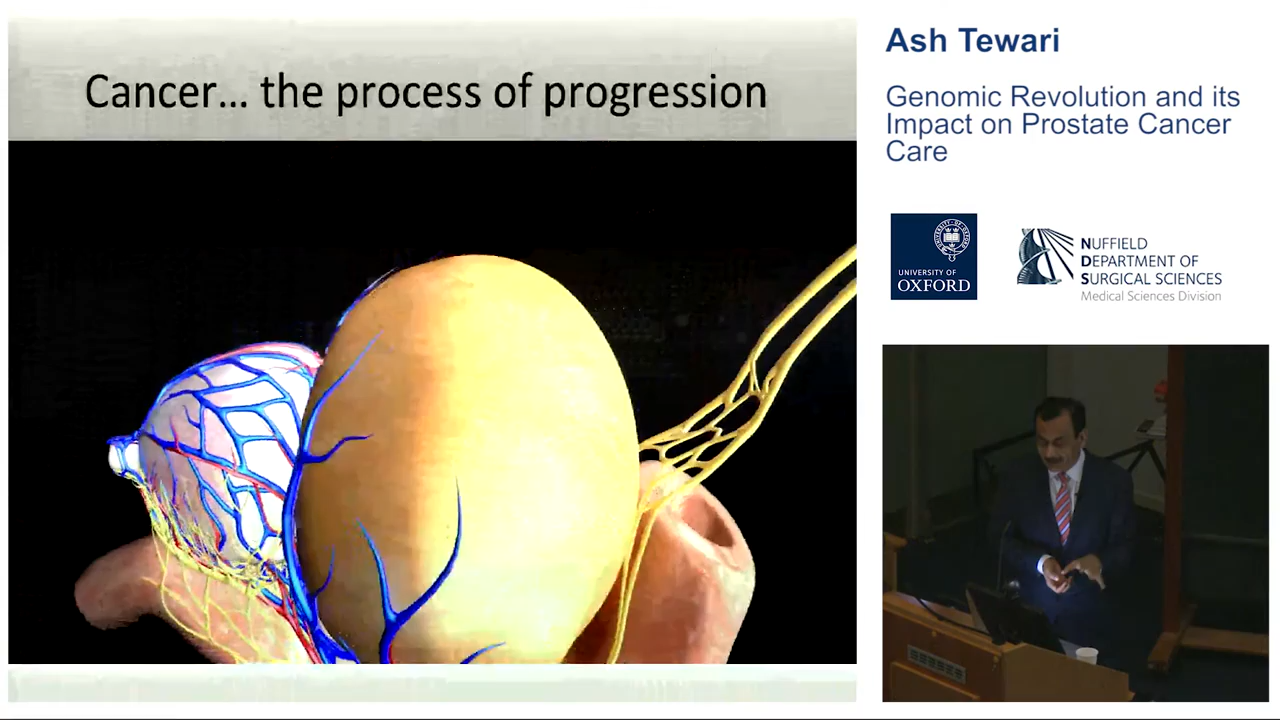 Cancer... the process of progression
Ash Tewari
Genomic Revolution and its
Impact on Prostate Cancer
Care
UNIVERSITY OF
OXFORD
NUFFIELD
DEPARTMENT OF
SURGICAL SCIENCES
Medical Sciences Division